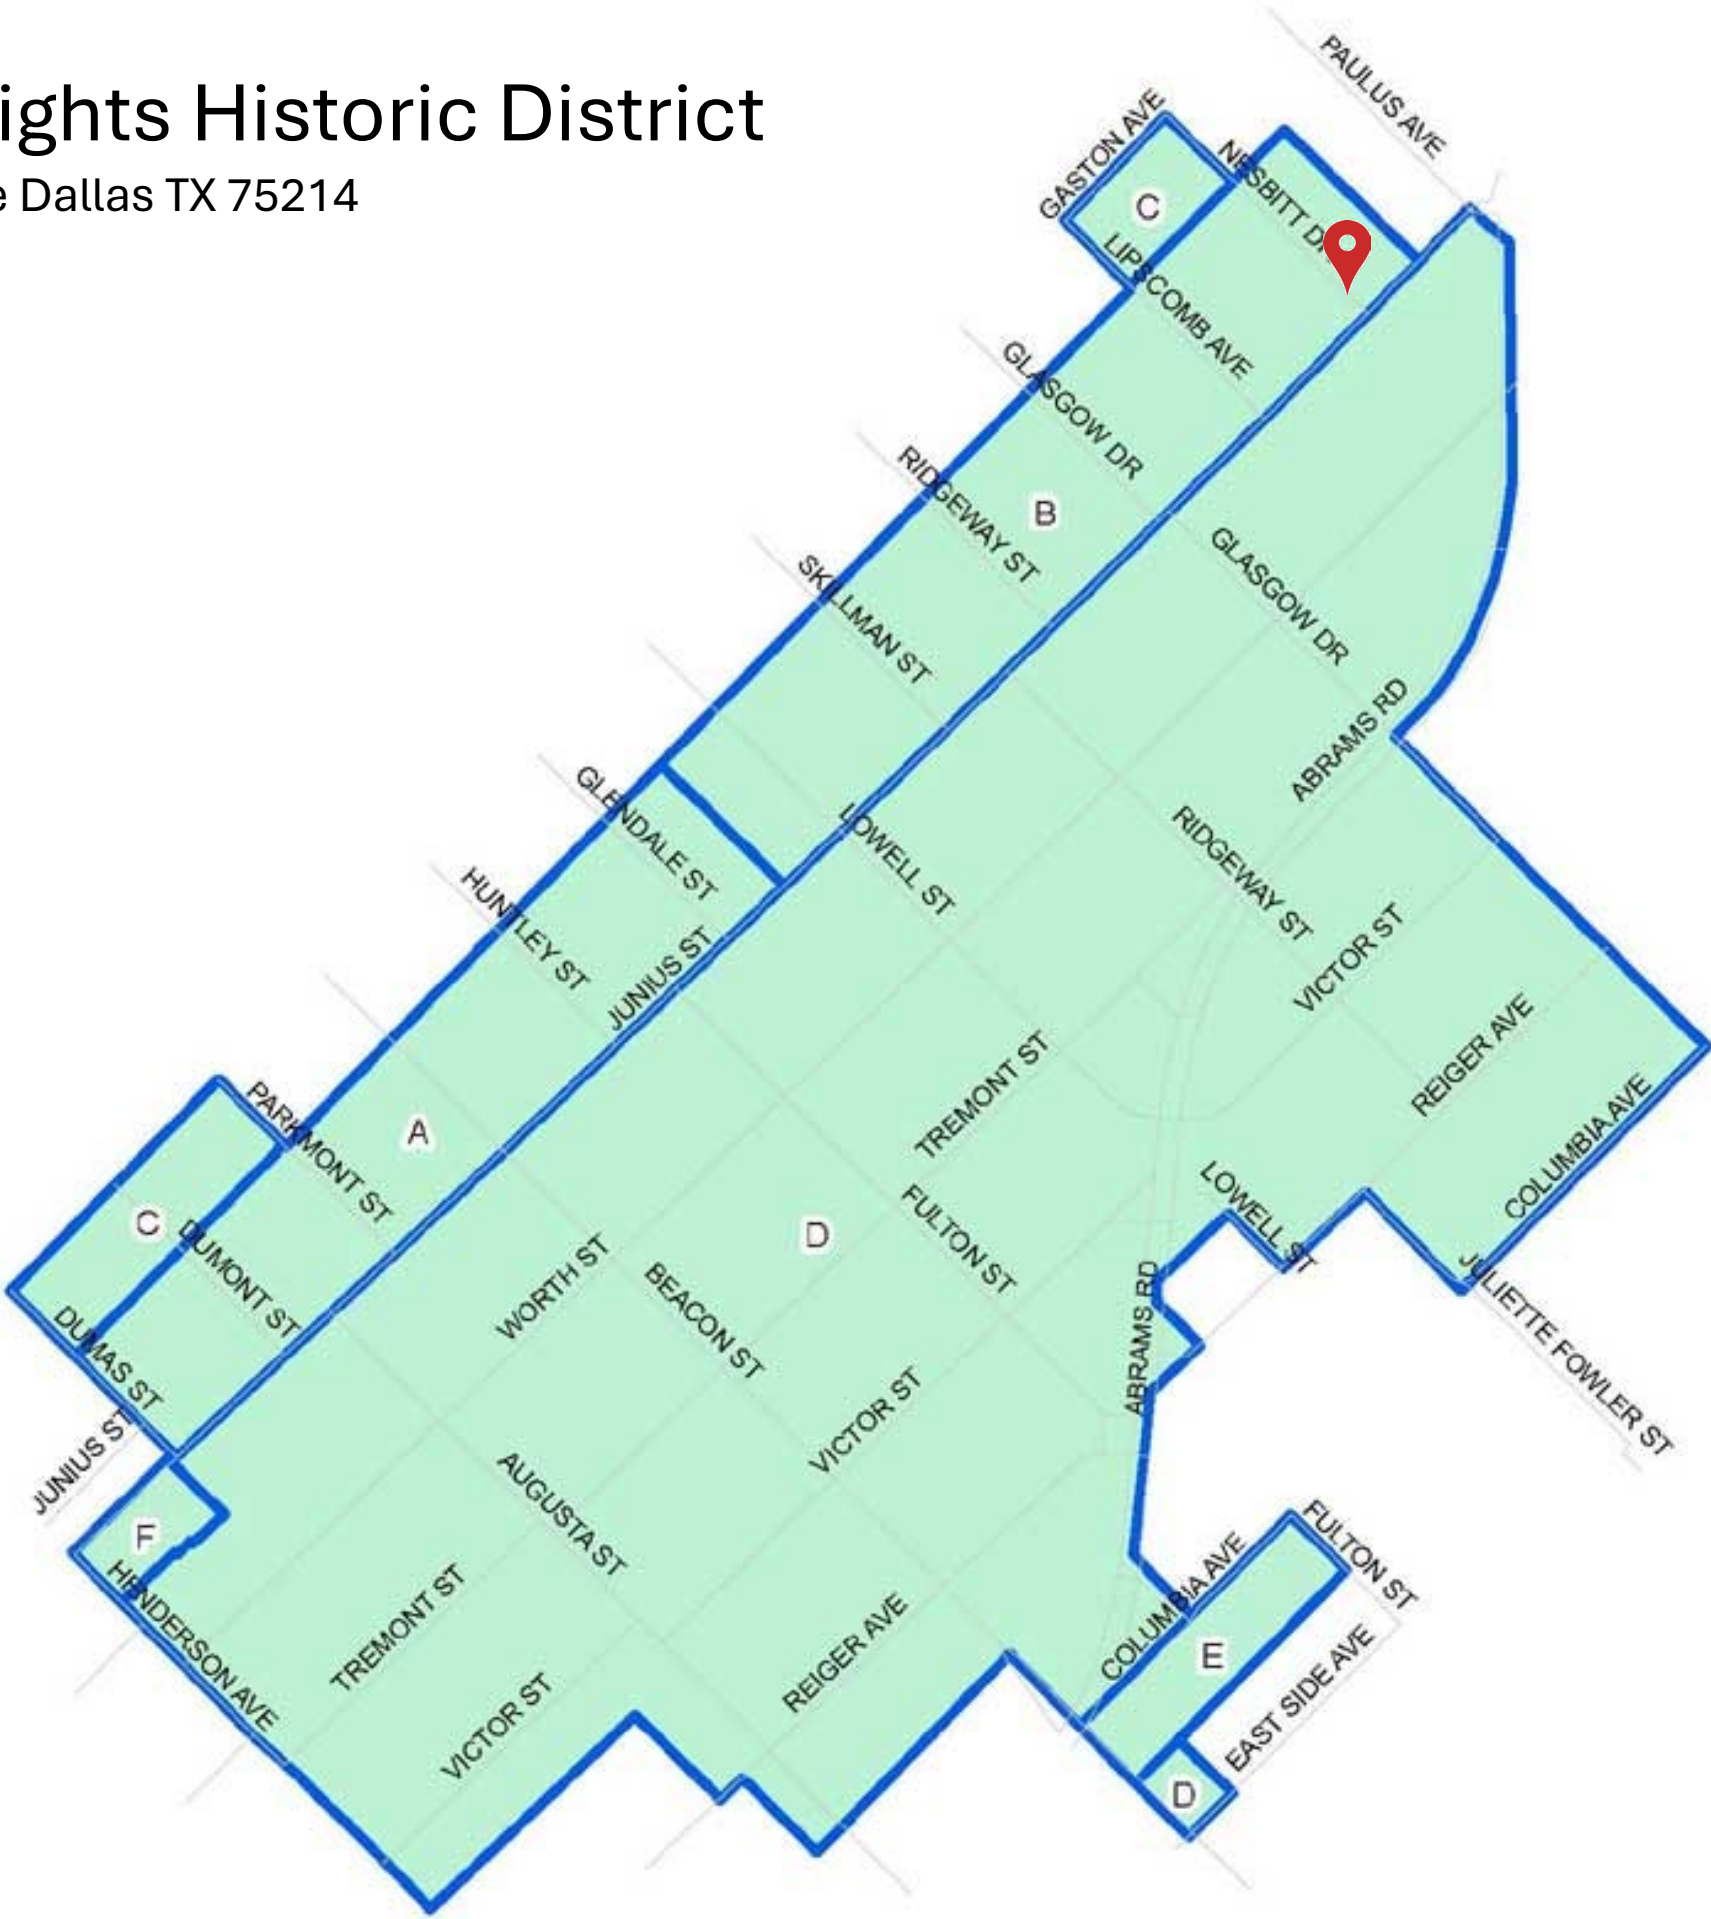 ights Historic District
e Dallas TX 75214
PAULUS AVE
GASTON AVE
NESBITT DR
C
LIPSCOMB AVE
GLASGOW DR
RIDGEWAY ST
B
SKILLMAN ST
GLASGOW DR
ABRAMS RD
GLENDALE ST
LOWELL ST
RIDGEWAY ST
HUNTLEY ST
JUNIUS ST
VICTOR ST
REIGER AVE
TREMONT ST
COLUMBIA AVE
PARKMONT ST
A
C
DUMONT ST
D
FULTON ST
LOWELL ST
WORTH ST
BEACON ST
ABRAMS RD
JULIETTE FOWLER ST
DUMAS ST
VICTOR ST
JUNIUS ST
AUGUSTA ST
F
HENDERSON AVE
TREMONT ST
FULTON ST
COLUMBIA AVE
E
REIGER AVE
VICTOR ST
EAST SIDE AVE
D